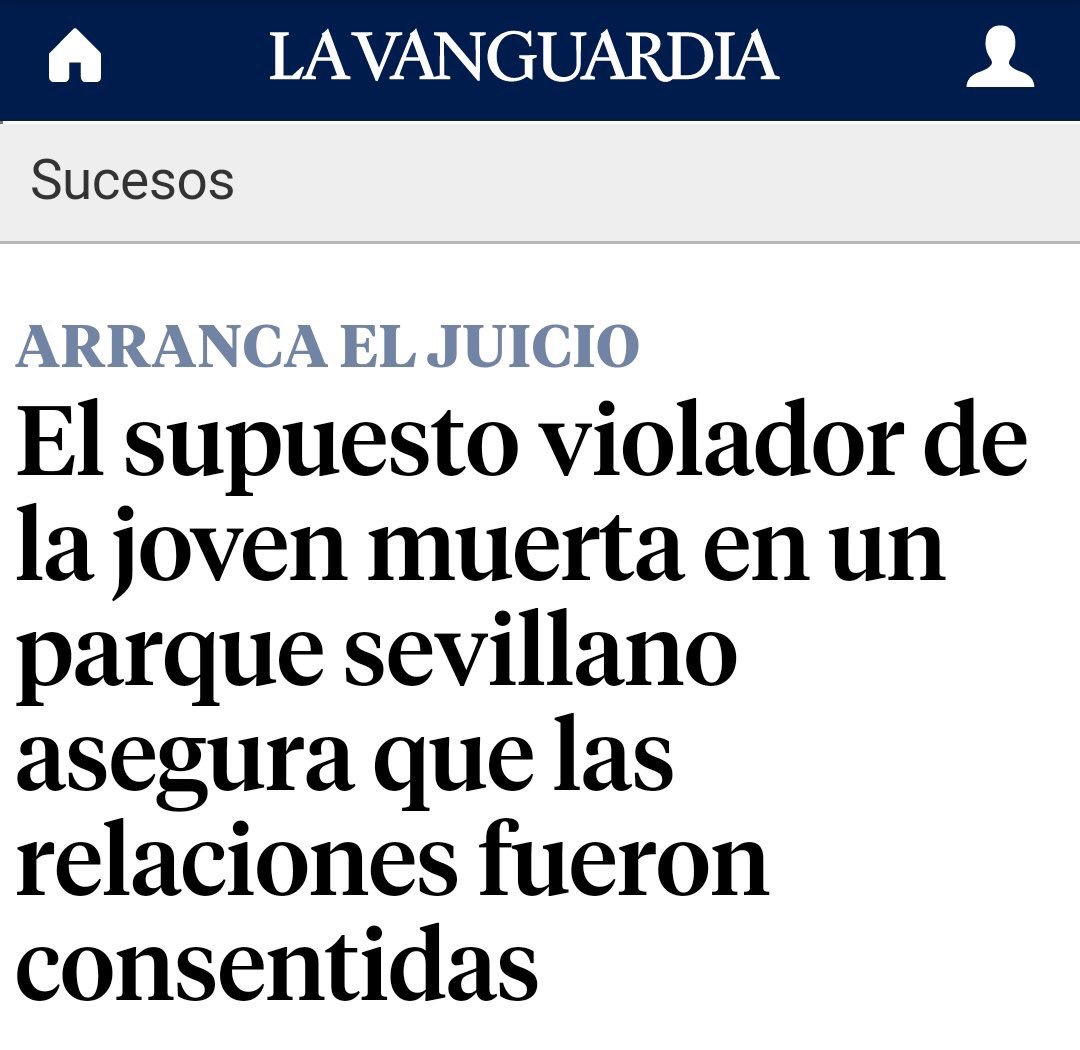 LA VANGUARDIA
Sucesos
ARRANCA EL JUICIO
El supuesto violador de
la joven muerta en un
parque sevillano
asegura que las
relaciones fueron
consentidas